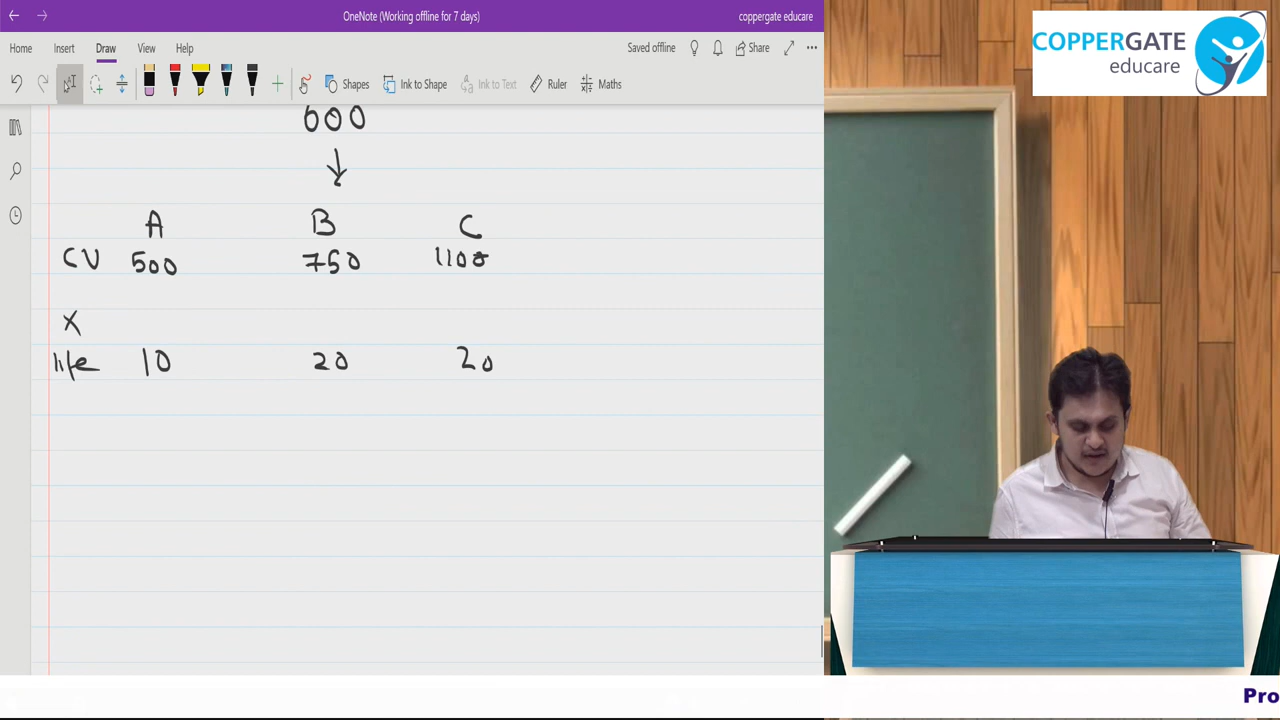 OneNote (Working offline for 7 days)
coppergate educare
Home Insert Draw View Help
Saved offline
Share
Shapes
Ink to Shape
Ink to Text
Ruler
Maths
COPPERGATE
educare
600
A B C
CV 500 750 1100
X
life 10 20 20
Pro